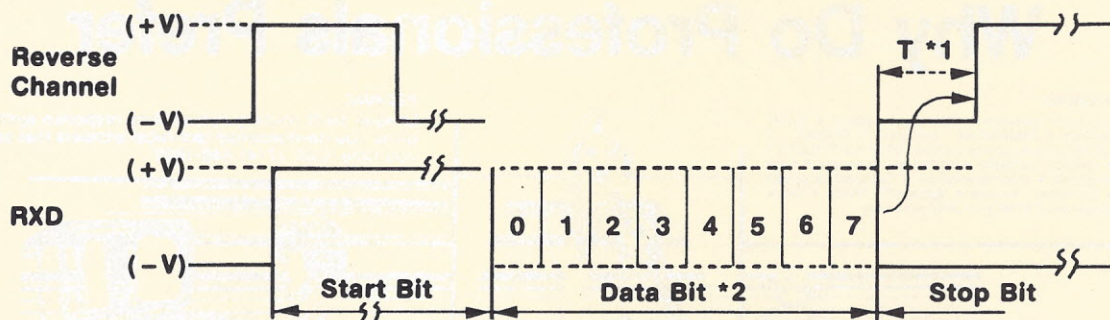 (+V)
Reverse
Channel
(−V)
T *1
(+V)
RXD
(−V)
0 1 2 3 4 5 6 7
Start Bit
Data Bit *2
Stop Bit